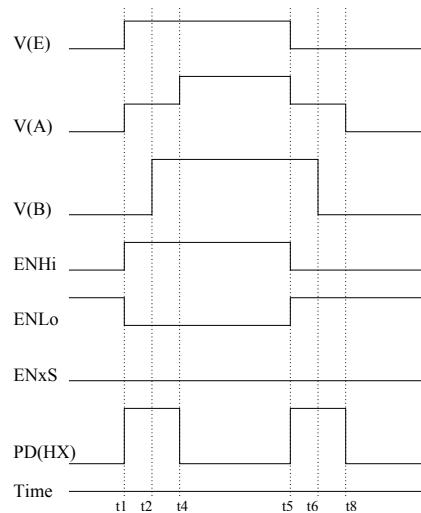 V(E)
V(A)
V(B)
ENHi
ENLo
ENxS
PD(HX)
Time
t1 t2 t4 t5 t6 t8